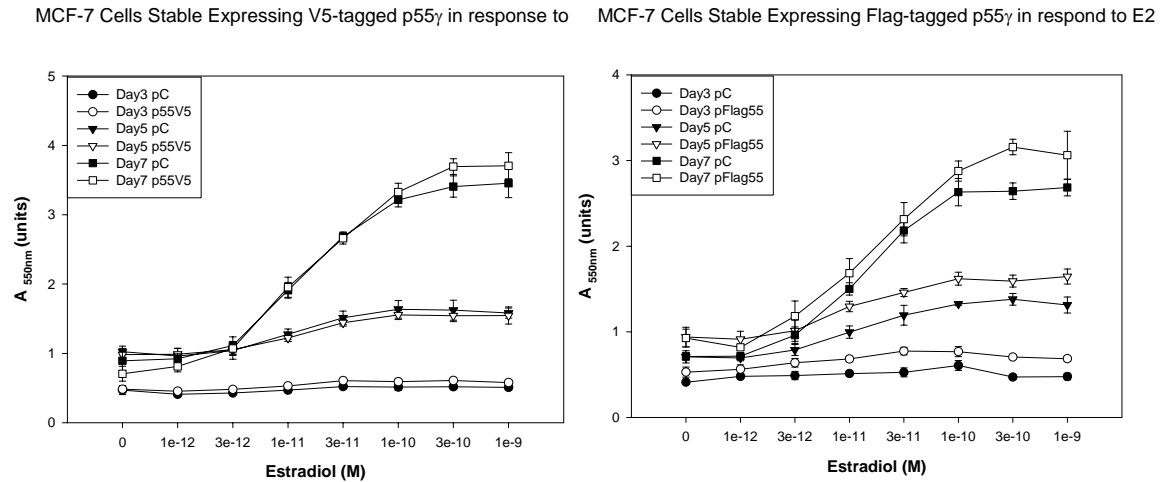 MCF-7 Cells Stable Expressing V5-tagged p55γ in response to
5
4
3
2
1
0
A 550nm (units)
Day3 pC
Day3 p55V5
Day5 pC
Day5 p55V5
Day7 pC
Day7 p55V5
0 1e-12 3e-12 1e-11 3e-11 1e-10 3e-10 1e-9
Estradiol (M)
MCF-7 Cells Stable Expressing Flag-tagged p55γ in respond to E2
4
3
2
1
0
A 550nm (units)
Day3 pC
Day3 pFlag55
Day5 pC
Day5 pFlag55
Day7 pC
Day7 pFlag55
0 1e-12 3e-12 1e-11 3e-11 1e-10 3e-10 1e-9
Estradiol (M)